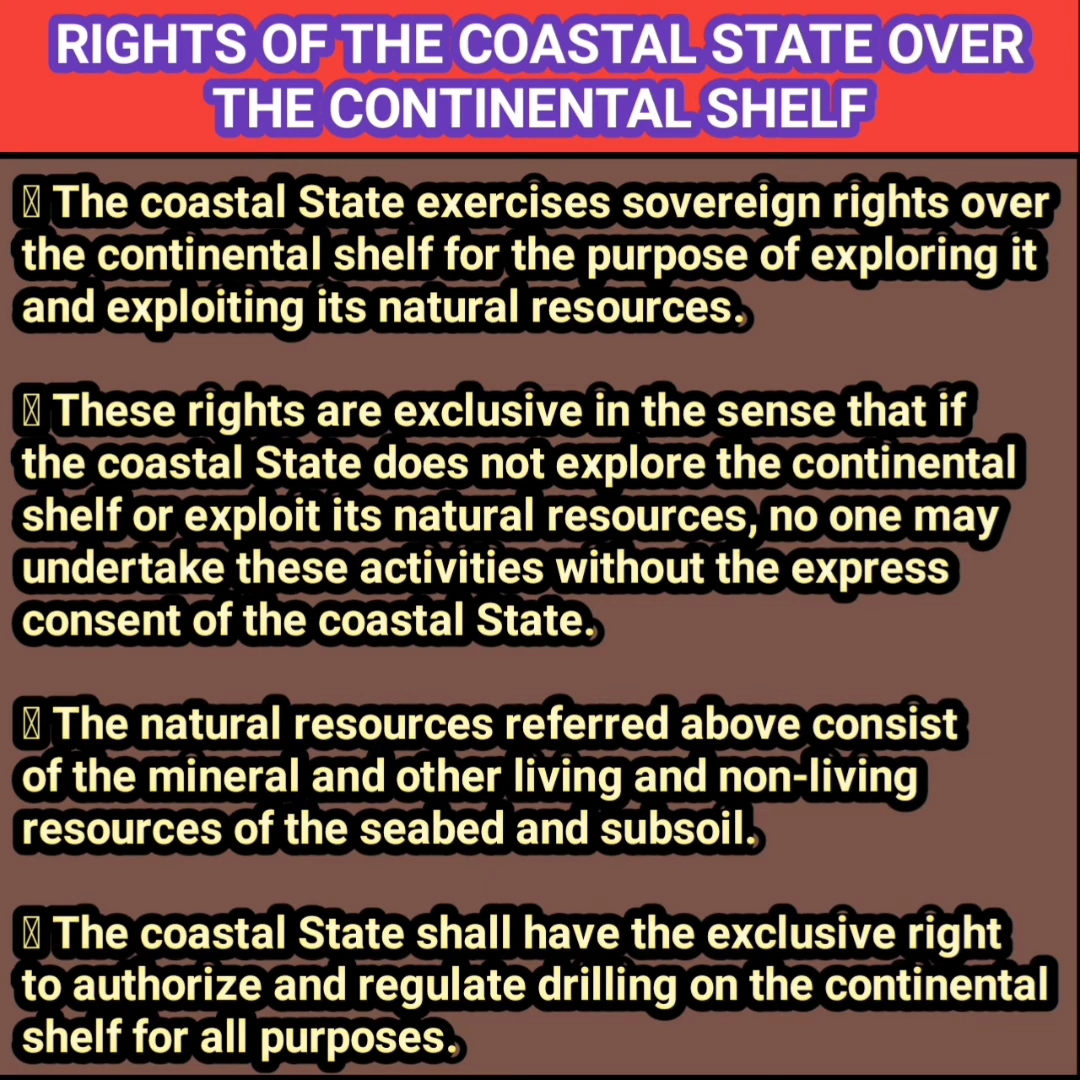 RIGHTS OF THE COASTAL STATE OVER
THE CONTINENTAL SHELF
The coastal State exercises sovereign rights over
the continental shelf for the purpose of exploring it
and exploiting its natural resources.
These rights are exclusive in the sense that if
the coastal State does not explore the continental
shelf or exploit its natural resources, no one may
undertake these activities without the express
consent of the coastal State.
The natural resources referred above consist
of the mineral and other living and non-living
resources of the seabed and subsoil.
The coastal State shall have the exclusive right
to authorize and regulate drilling on the continental
shelf for all purposes.